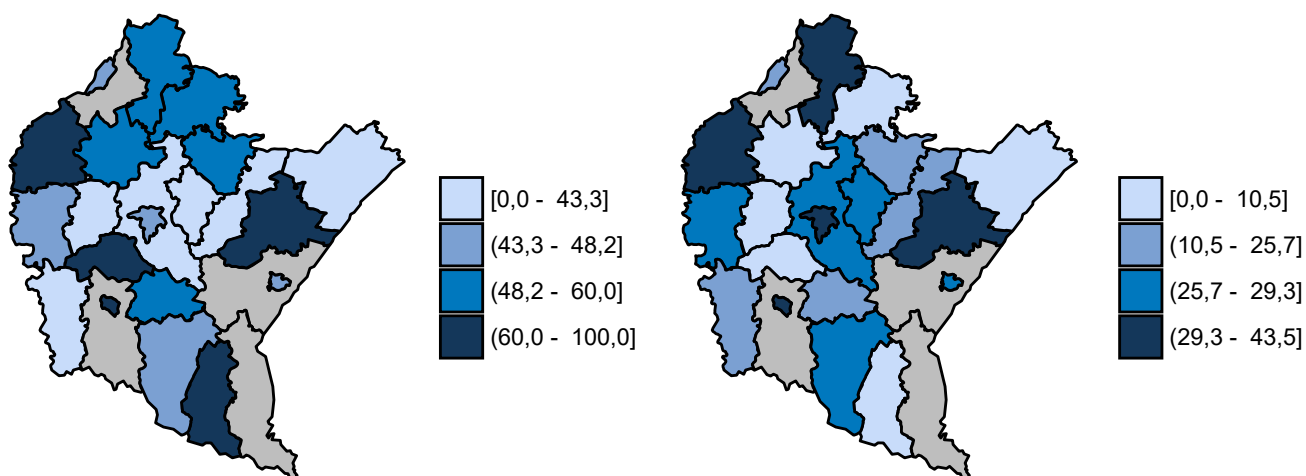 [0,0 - 43,3]
(43,3 - 48,2]
(48,2 - 60,0]
(60,0 - 100,0]
[0,0 - 10,5]
(10,5 - 25,7]
(25,7 - 29,3]
(29,3 - 43,5]